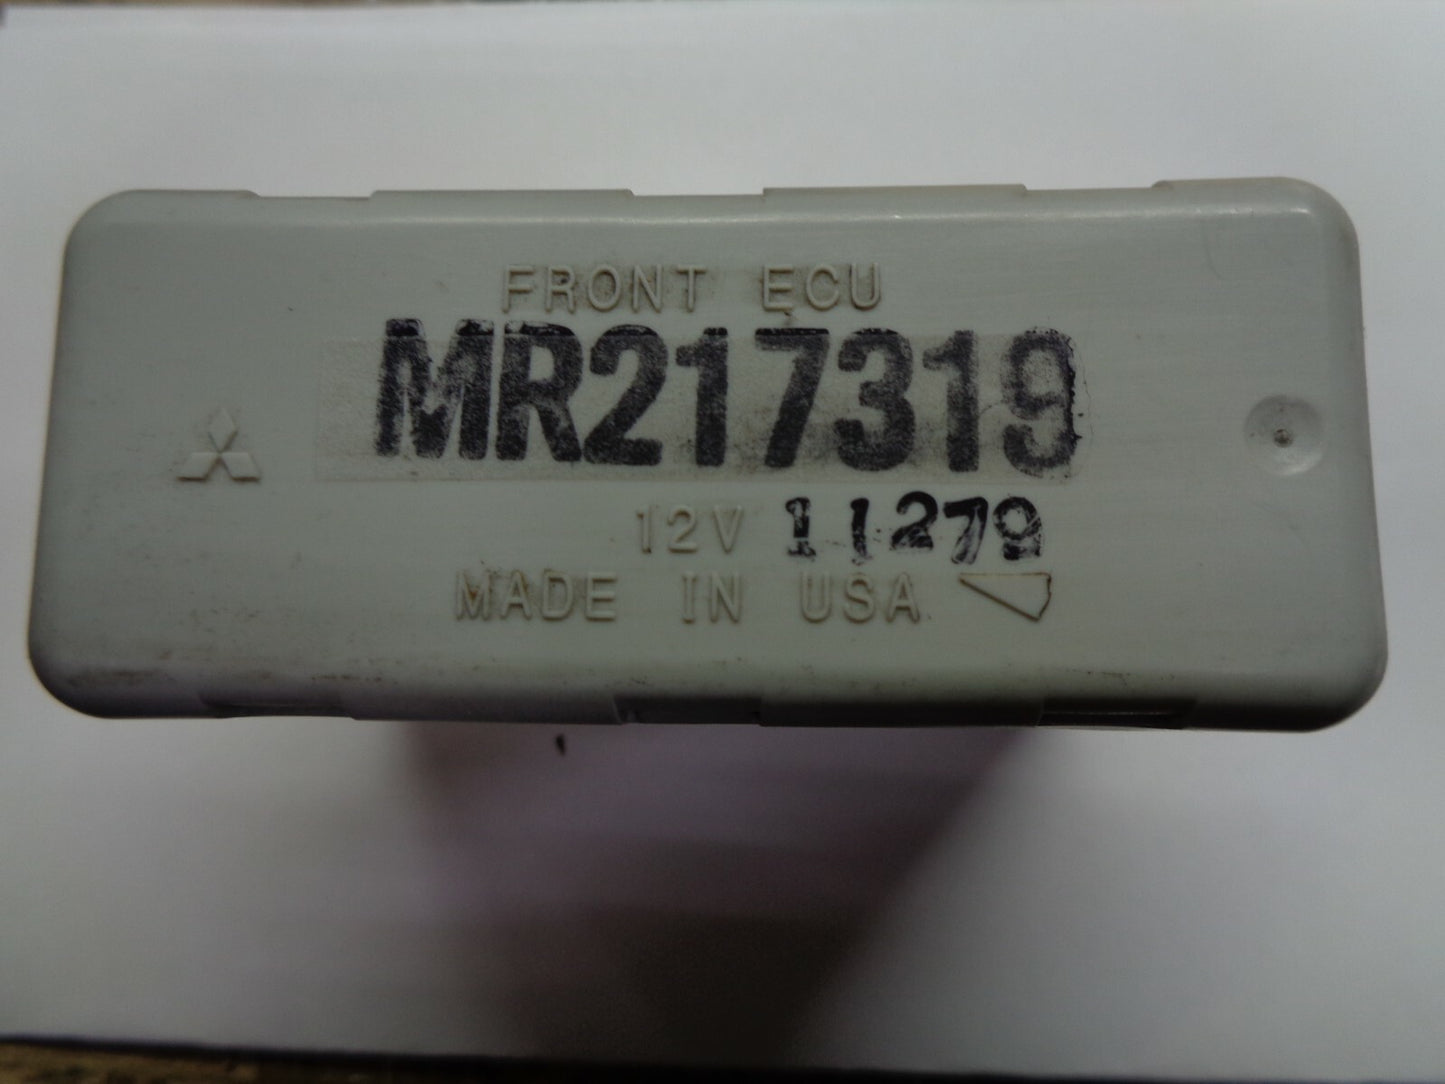 FRONT ECU
MR217319
12V 11279
MADE IN USA